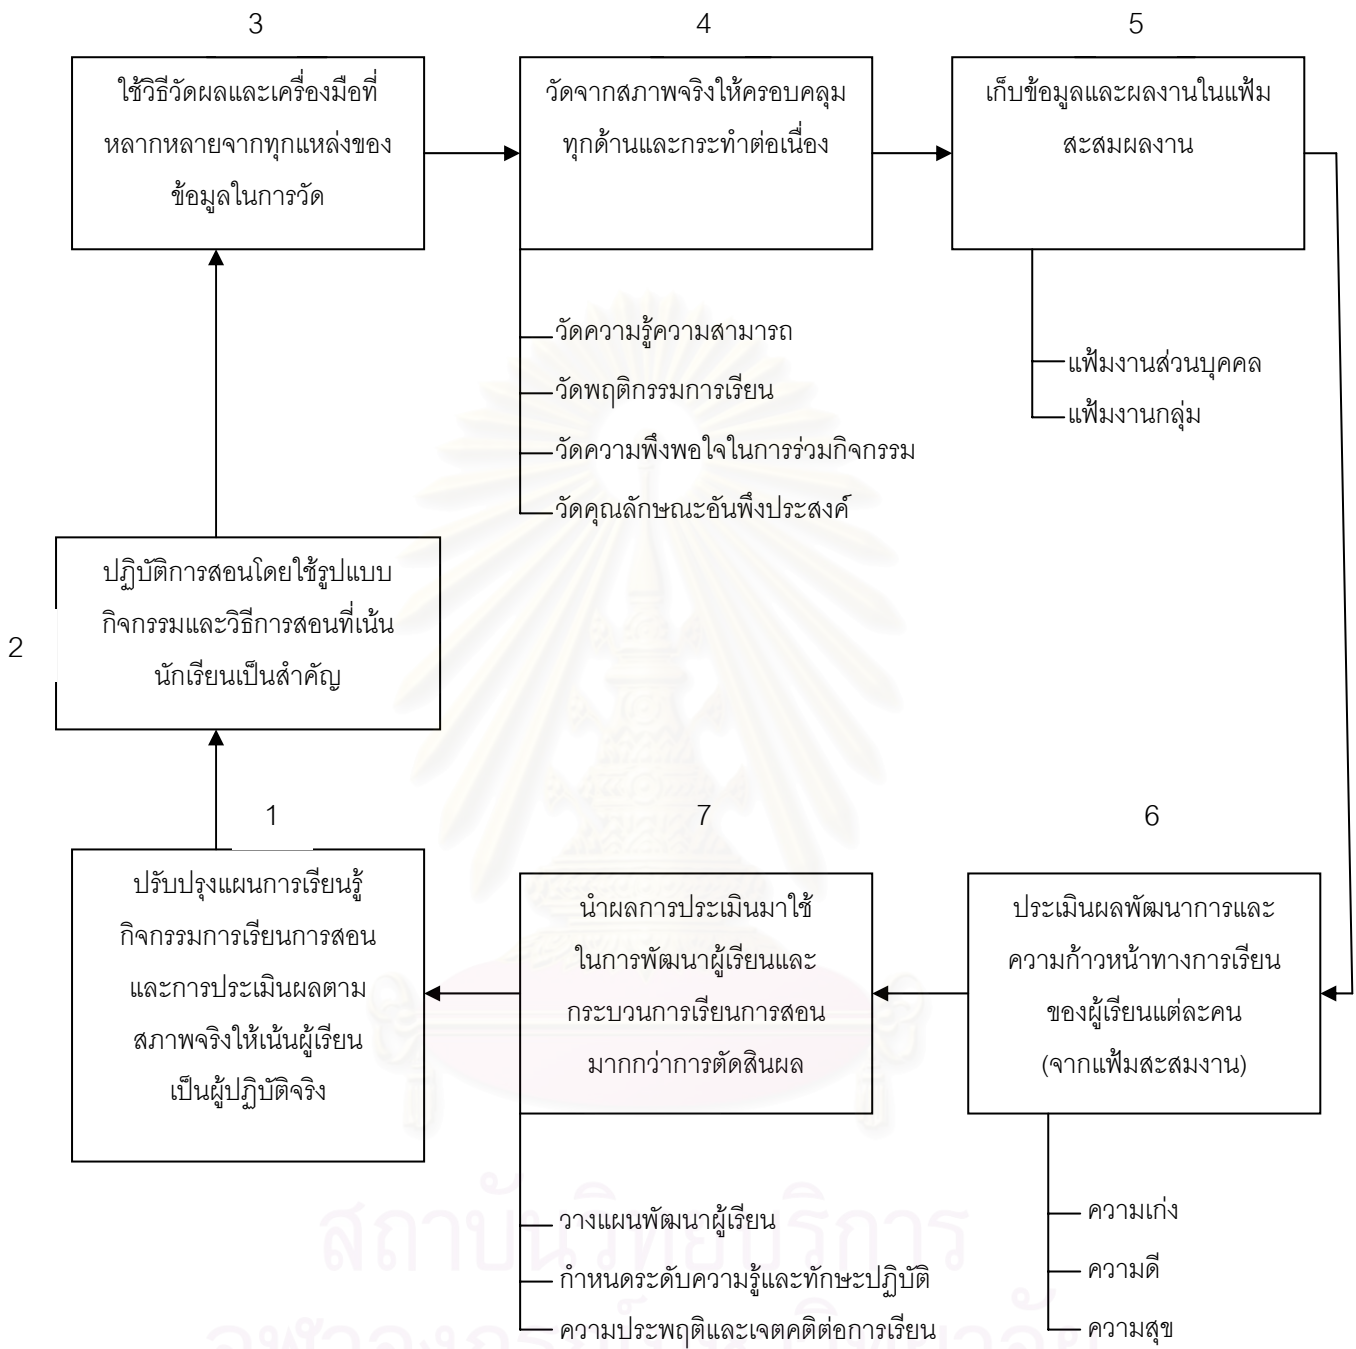 3
ใช้วิธีวัดผลและเครื่องมือที่
หลากหลายจากทุกแหล่งของ
ข้อมูลในการวัด
4
วัดจากสภาพจริงให้ครอบคลุม
ทุกด้านและกระทำต่อเนื่อง
วัดความรู้ความสามารถ
วัดพฤติกรรมการเรียน
วัดความพึงพอใจในการร่วมกิจกรรม
วัดคุณลักษณะอันพึงประสงค์
5
เก็บข้อมูลและผลงานในแฟ้ม
สะสมผลงาน
แฟ้มงานส่วนบุคคล
แฟ้มงานกลุ่ม
2
ปฏิบัติการสอนโดยใช้รูปแบบ
กิจกรรมและวิธีการสอนที่เน้น
นักเรียนเป็นสำคัญ
1
ปรับปรุงแผนการเรียนรู้
กิจกรรมการเรียนการสอน
และการประเมินผลตาม
สภาพจริงให้เน้นผู้เรียน
เป็นผู้ปฏิบัติจริง
7
นำผลการประเมินมาใช้
ในการพัฒนาผู้เรียนและ
กระบวนการเรียนการสอน
มากกว่าการตัดสินผล
วางแผนพัฒนาผู้เรียน
กำหนดระดับความรู้และทักษะปฏิบัติ
ความประพฤติและเจตคติต่อการเรียน
6
ประเมินผลพัฒนาการและ
ความก้าวหน้าทางการเรียน
ของผู้เรียนแต่ละคน
(จากแฟ้มสะสมงาน)
ความเก่ง
ความดี
ความสุข
สถาบันวิทยบริการ
จุฬาลงกรณ์มหาวิทยาลัย